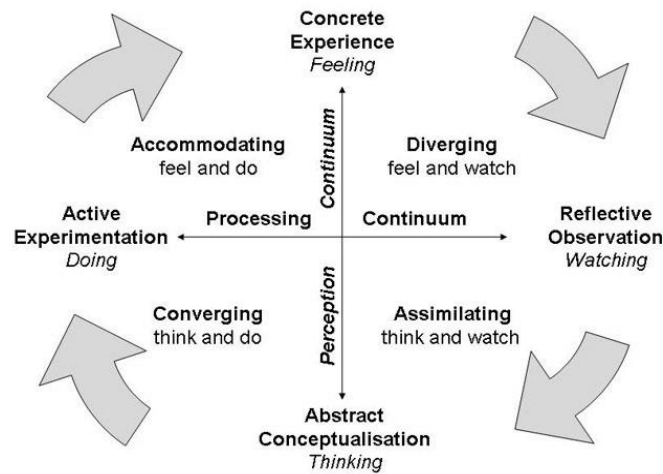 Concrete
Experience
Feeling
Continuum
Accommodating
feel and do
Diverging
feel and watch
Active
Experimentation
Doing
Processing
Continuum
Reflective
Observation
Watching
Perception
Converging
think and do
Assimilating
think and watch
Abstract
Conceptualisation
Thinking